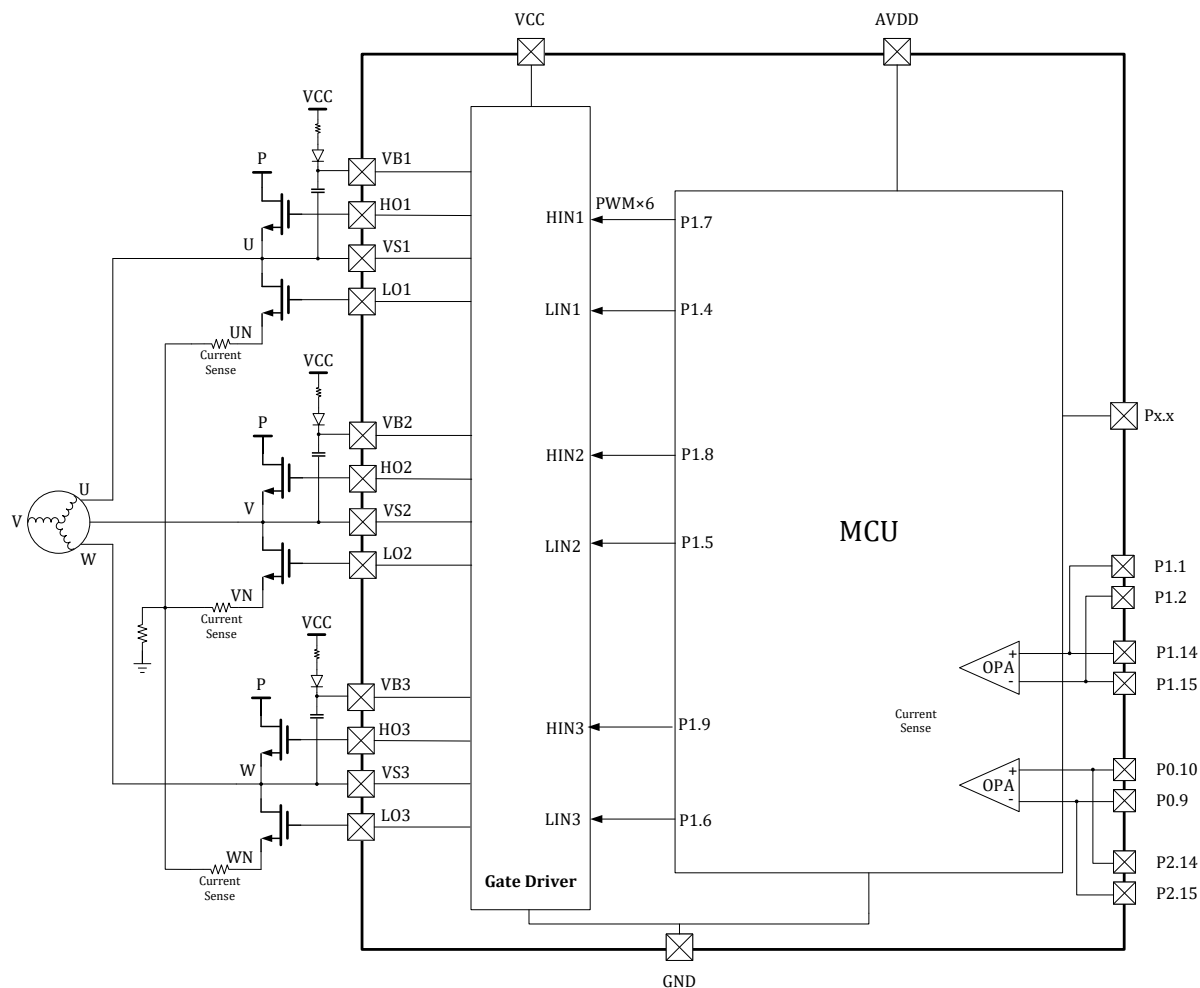 VCC
AVDD
VCC
VB1
P
HO1
PWM×6
HIN1
P1.7
U
VS1
LO1
LIN1
P1.4
UN
Current
Sense
VCC
Px.x
VB2
P
HO2
HIN2
P1.8
U
V
V
VS2
MCU
LIN2
P1.5
W
LO2
P1.1
VN
P1.2
Current
Sense
VCC
+
OPA
-
P1.14
P1.15
P
VB3
HO3
HIN3
P1.9
Current
Sense
W
VS3
+
OPA
-
P0.10
P0.9
LO3
LIN3
P1.6
WN
Current
Sense
P2.14
Gate Driver
P2.15
GND